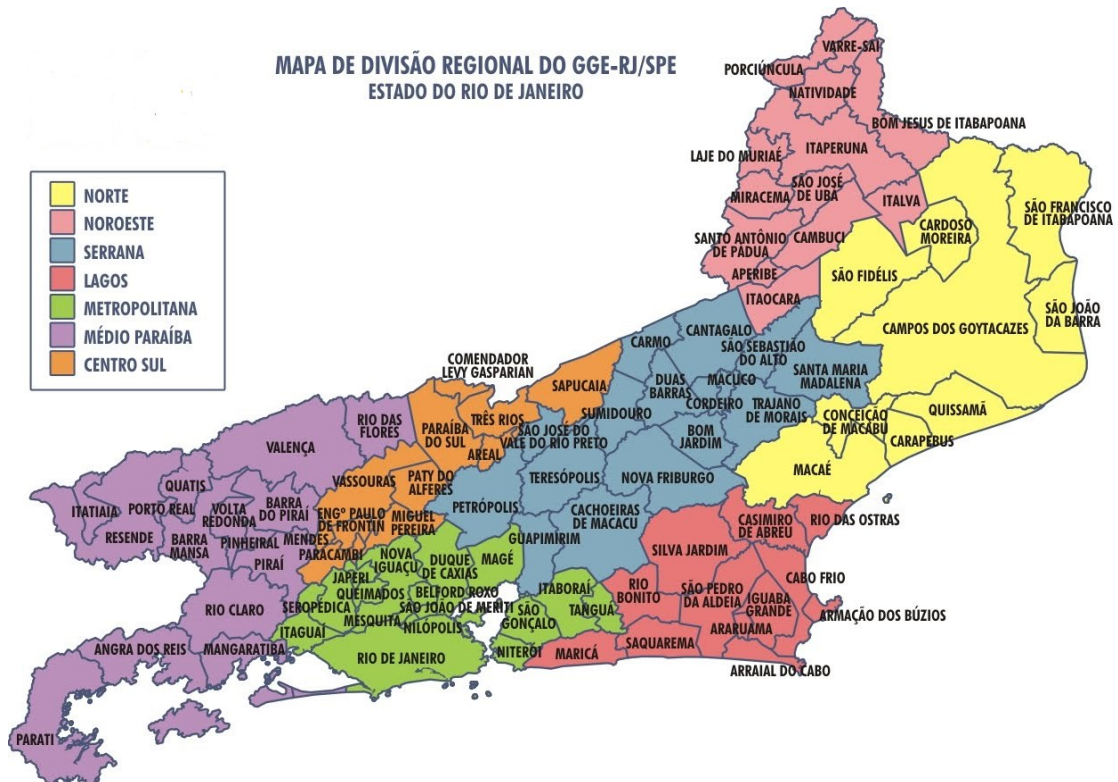 MAPA DE DIVISÃO REGIONAL DO GGE-RJ/SPE
ESTADO DO RIO DE JANEIRO
NORTE
NOROESTE
SERRANA
LAGOS
METROPOLITANA
MÉDIO PARAÍBA
CENTRO SUL
VARRE-SAI
PORCIÚNCULA
NATIVIDADE
BOM JESUS DE ITABAPOANA
ITAPERUNA
LAJE DO MURIAÉ
SÃO JOSÉ
DE UBÁ
MIRACEMA
ITALVA
SÃO FRANCISCO
DE ITABAPOANA
CARDOSO
MOREIRA
SANTO ANTÔNIO
DE PADUA
CAMBUCI
APERIBE
SÃO FIDÉLIS
ITAOCARA
SÃO JOÃO
DA BARRA
CAMPOS DOS GOYTACAZES
CANTAGALO
CARMO
SÃO SEBASTIÃO
DO ALTO
COMENDADOR
LEVY GASPARIAN
SAPUCAIA
DUAS
BARRAS
MACUCO
SANTA MARIA
MADALENA
CORDEIRO
SUMIDOURO
TRAJANO
DE MORAIS
CONCEIÇÃO
DE MACABU
QUISSAMÃ
CARAPEBUS
RIO DAS
FLORES
TRÊS RIOS
PARAÍBA
DO SUL
SÃO JOSÉ DO
VALE DO RIO PRETO
AREAL
BOM
JARDIM
VALENÇA
MACAÉ
TERESÓPOLIS
NOVA FRIBURGO
PATY DO
ALFERES
VASSOURAS
QUATIS
ITATIAIA
PORTO REAL
VOLTA
REDONDA
BARRA
DO PIRAÍ
ENGº PAULO
DE FRONTIN
MIGUEL
PEREIRA
PETRÓPOLIS
CACHOEIRAS
DE MACACU
CASIMIRO
DE ABREU
RIO DAS OSTRAS
RESENDE
BARRA
MANSA
PINHEIRAL
MENDES
GUAPIMIRIM
PIRAÍ
PARACAMBI
NOVA
IGUAÇU
DUQUE
DE CAXIAS
MAGÉ
SILVA JARDIM
JAPERI
QUEIMADOS
BELFORD ROXO
ITABORAÍ
RIO
BONITO
SÃO PEDRO
DA ALDEIA
CABO FRIO
IGUABA
GRANDE
RIO CLARO
SEROPÉDICA
SÃO JOÃO DE MERITI
TANGUÁ
SÃO
GONÇALO
ARMAÇÃO DOS BÚZIOS
MESQUITA
NILÓPOLIS
ARARUAMA
ITAGUAÍ
SAQUAREMA
ANGRA DOS REIS
MANGARATIBA
RIO DE JANEIRO
NITERÓI
MARICÁ
ARRAIAL DO CABO
PARATI